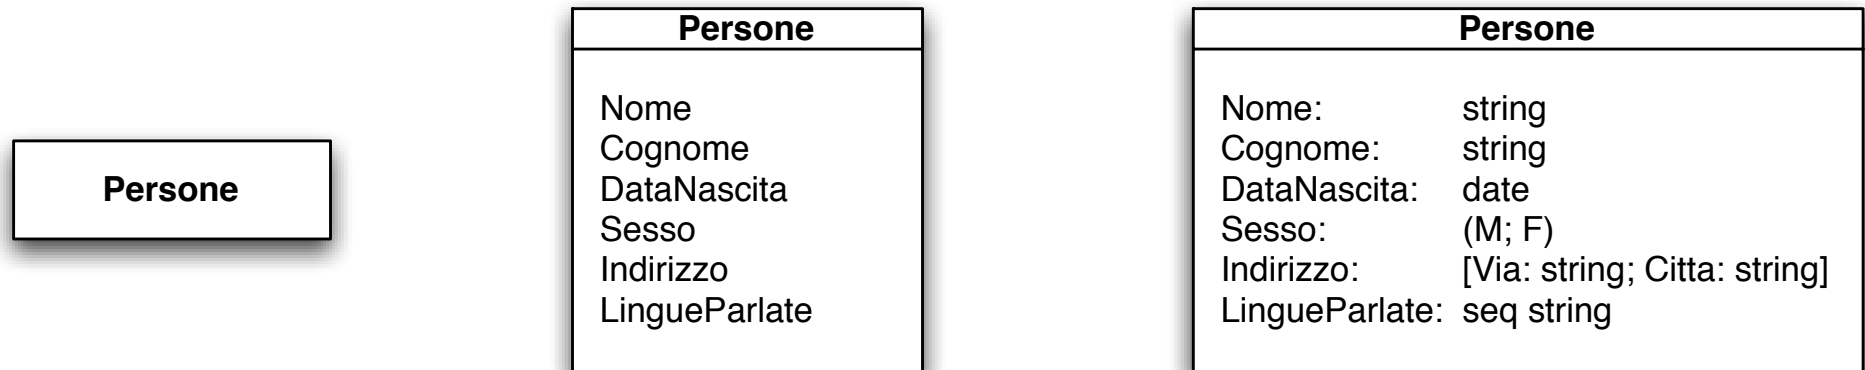 Persone
Persone
Nome
Cognome
DataNascita
Sesso
Indirizzo
LingueParlate
Persone
Nome: string
Cognome: string
DataNascita: date
Sesso: (M; F)
Indirizzo: [Via: string; Citta: string]
LingueParlate: seq string